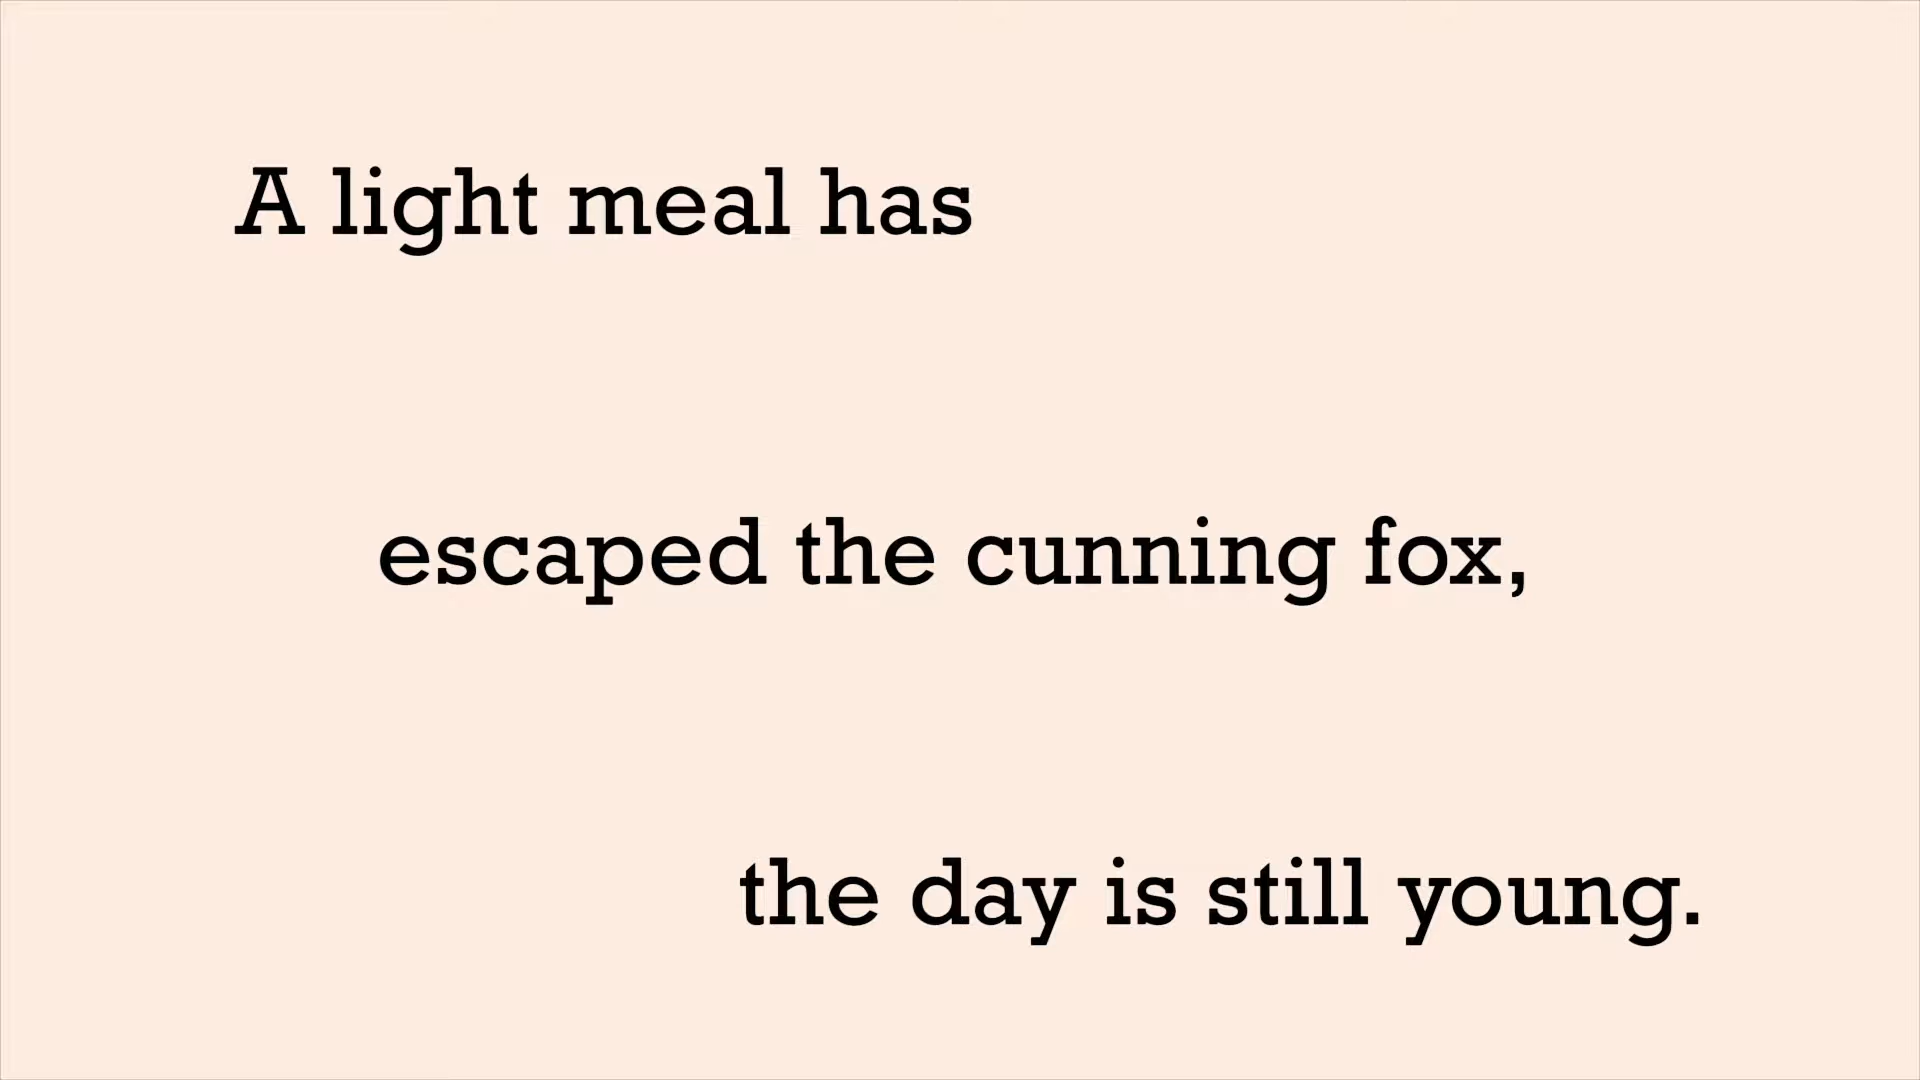 A light meal has
escaped the cunning fox,
the day is still young.